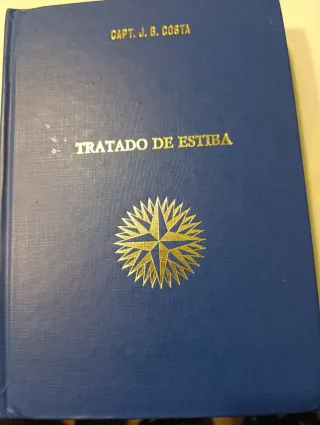 CAPT. J. B. COSTA
TRATADO DE ESTIBA